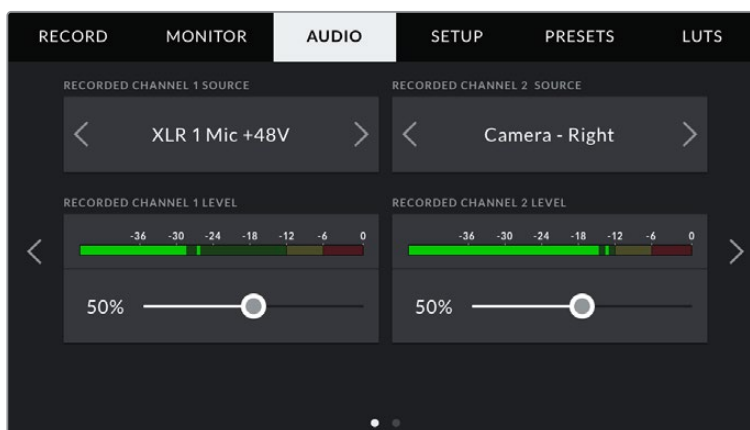 RECORD MONITOR AUDIO SETUP PRESETS LUTS
RECORDED CHANNEL 1 SOURCE RECORDED CHANNEL 2 SOURCE
XLR 1 Mic +48V Camera - Right
RECORDED CHANNEL 1 LEVEL RECORDED CHANNEL 2 LEVEL
-36 -30 -24 -18 -12 -6 0 -36 -30 -24 -18 -12 -6 0
50% 50%